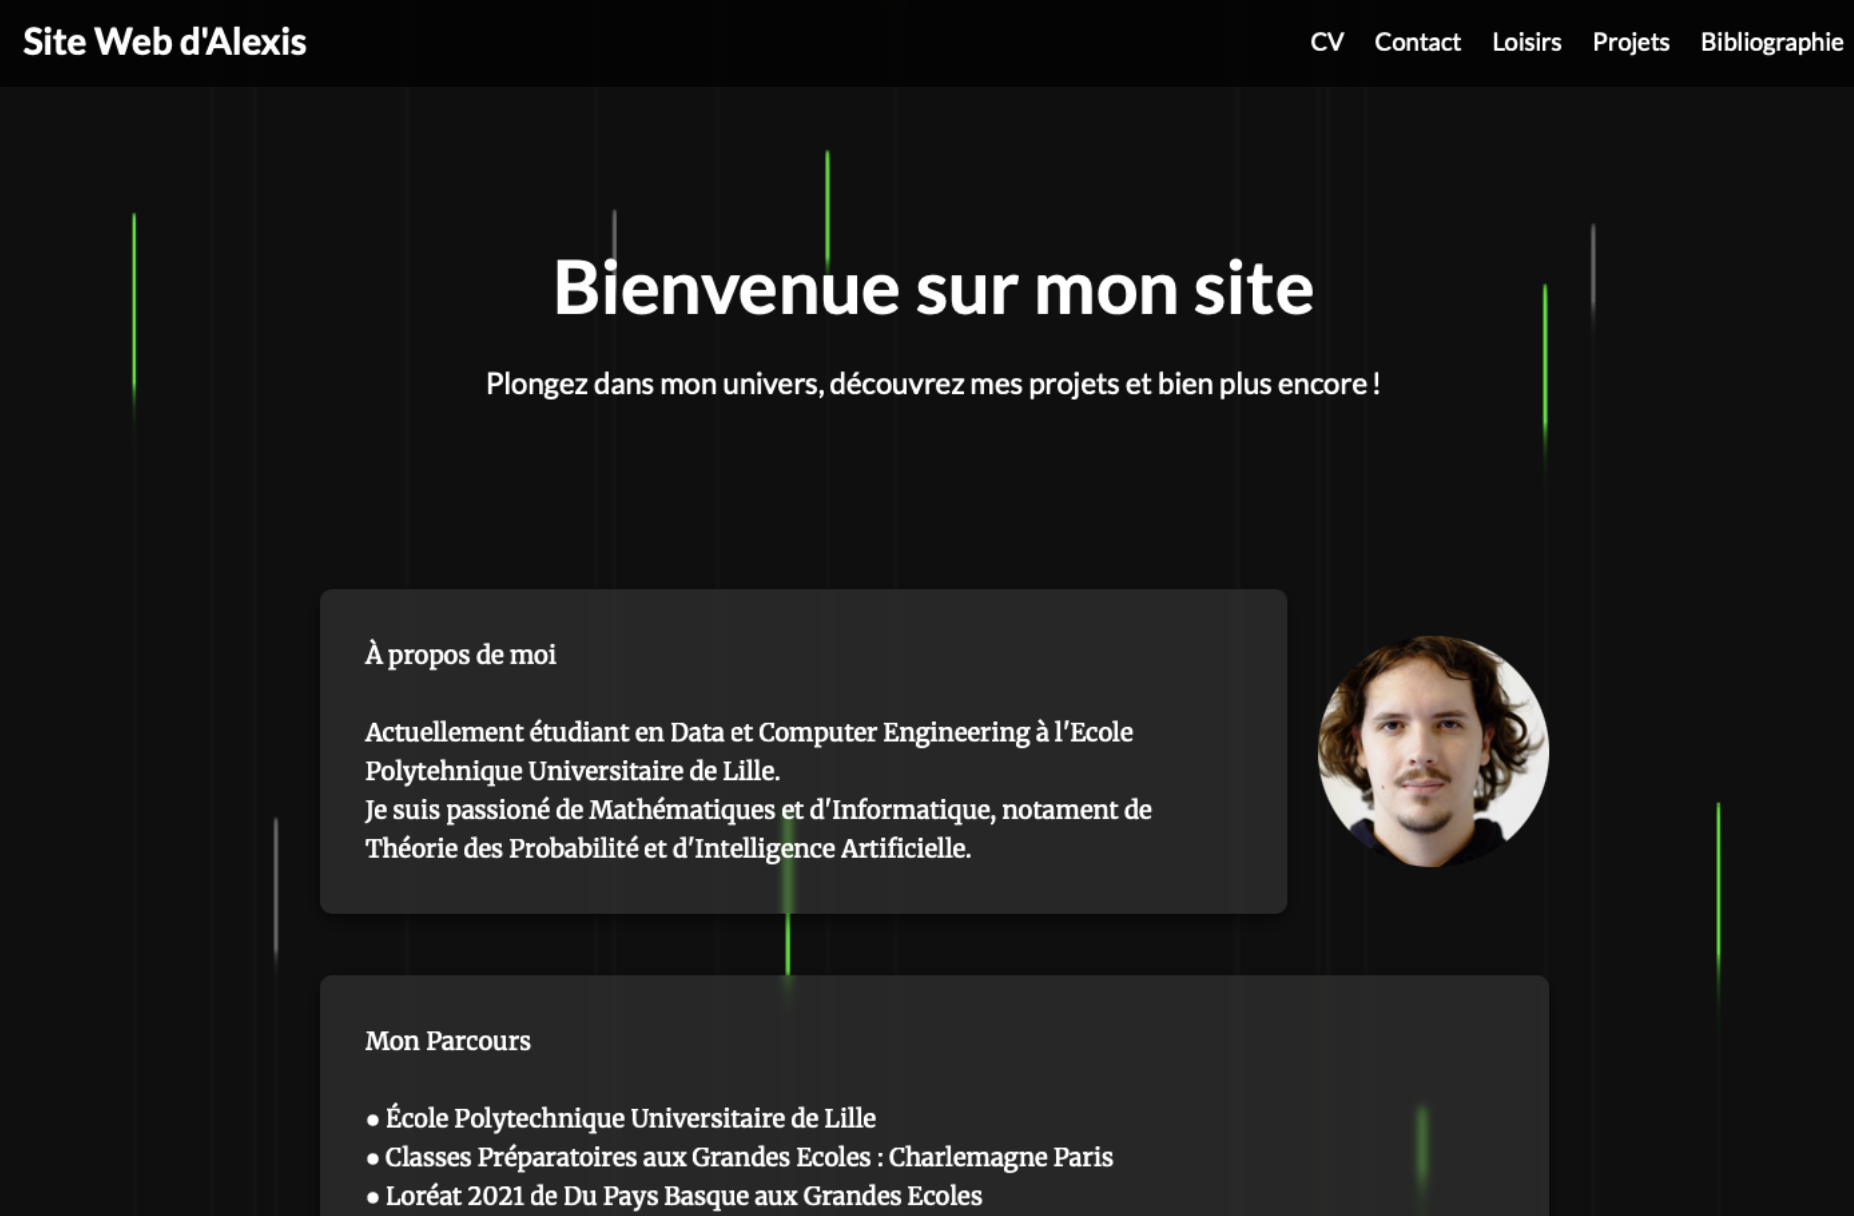 Site Web d'Alexis
CV Contact Loisirs Projets Bibliographie
Bienvenue sur mon site
Plongez dans mon univers, découvrez mes projets et bien plus encore !
À propos de moi
Actuellement étudiant en Data et Computer Engineering à l'Ecole
Polytehnique Universitaire de Lille.
Je suis passioné de Mathématiques et d'Informatique, notament de
Théorie des Probabilité et d'Intelligence Artificielle.
Mon Parcours
● École Polytechnique Universitaire de Lille
● Classes Préparatoires aux Grandes Ecoles : Charlemagne Paris
● Loréat 2021 de Du Pays Basque aux Grandes Ecoles